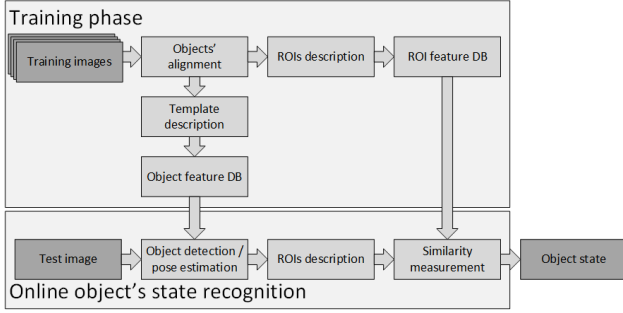 Training phase
Training images
Objects'
alignment
ROIs description
ROI feature DB
Template
description
Object feature DB
Test image
Object detection /
pose estimation
ROIs description
Similarity
measurement
Object state
Online object's state recognition